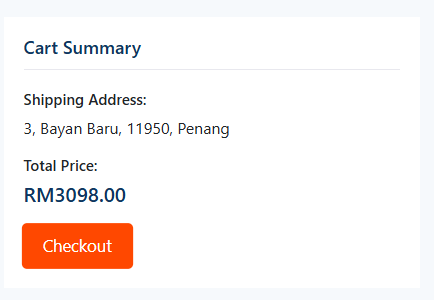 Cart Summary
Shipping Address:
3, Bayan Baru, 11950, Penang
Total Price:
RM3098.00
Checkout